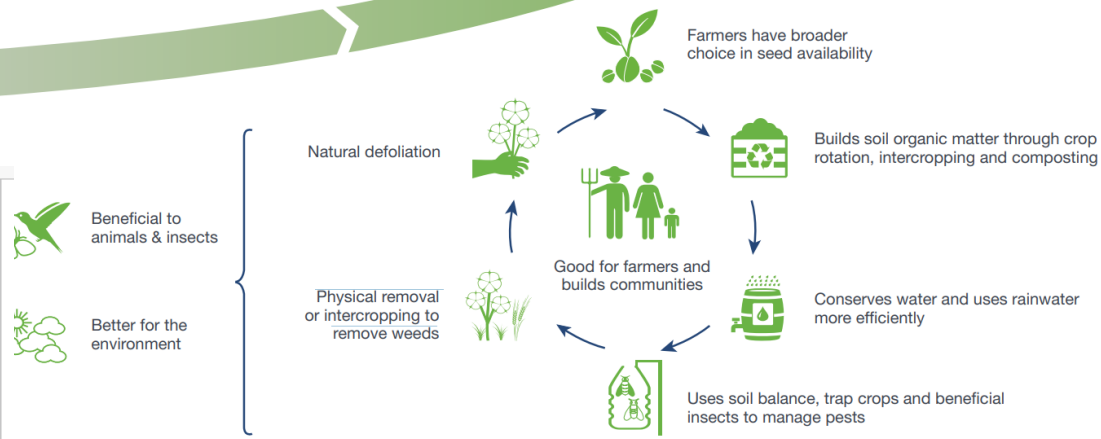 Farmers have broader
choice in seed availability
Builds soil organic matter through crop
rotation, intercropping and composting
Conserves water and uses rainwater
more efficiently
Uses soil balance, trap crops and beneficial
insects to manage pests
Physical removal
or intercropping to
remove weeds
Natural defoliation
Good for farmers and
builds communities
Beneficial to
animals & insects
Better for the
environment